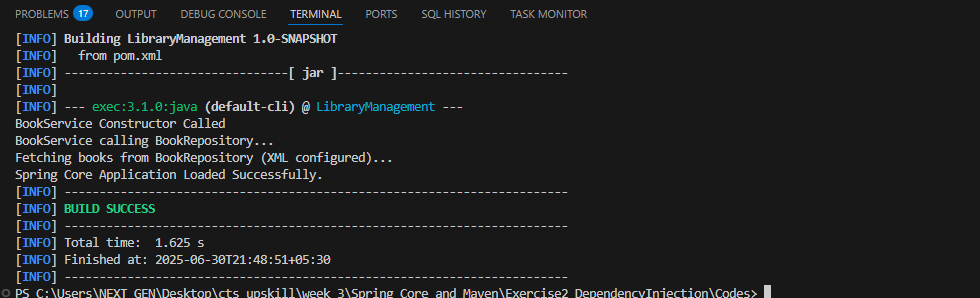 PROBLEMS 17 OUTPUT DEBUG CONSOLE TERMINAL PORTS SQL HISTORY TASK MONITOR
[INFO] Building LibraryManagement 1.0-SNAPSHOT
[INFO]   from pom.xml
[INFO] --------------------------------[ jar ]---------------------------------
[INFO]
[INFO] --- exec:3.1.0:java (default-cli) @ LibraryManagement ---
BookService Constructor Called
BookService calling BookRepository...
Fetching books from BookRepository (XML configured)...
Spring Core Application Loaded Successfully.
[INFO] ------------------------------------------------------------------------
[INFO] BUILD SUCCESS
[INFO] ------------------------------------------------------------------------
[INFO] Total time:  1.625 s
[INFO] Finished at: 2025-06-30T21:48:51+05:30
[INFO] ------------------------------------------------------------------------
PS C:\Users\NEXT GEN\Desktop\cts upskill\week 3\Spring Core and Maven\Exercise2 DependencyInjection\Codes>